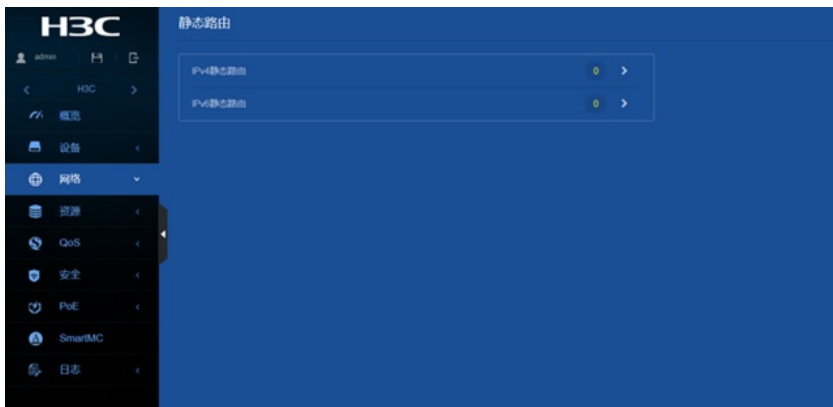 H3C
admin
H3C
概览
设备
网络
资源
QoS
安全
PoE
SmartMC
日志
静态路由
IPv4静态路由 0
IPv6静态路由 0